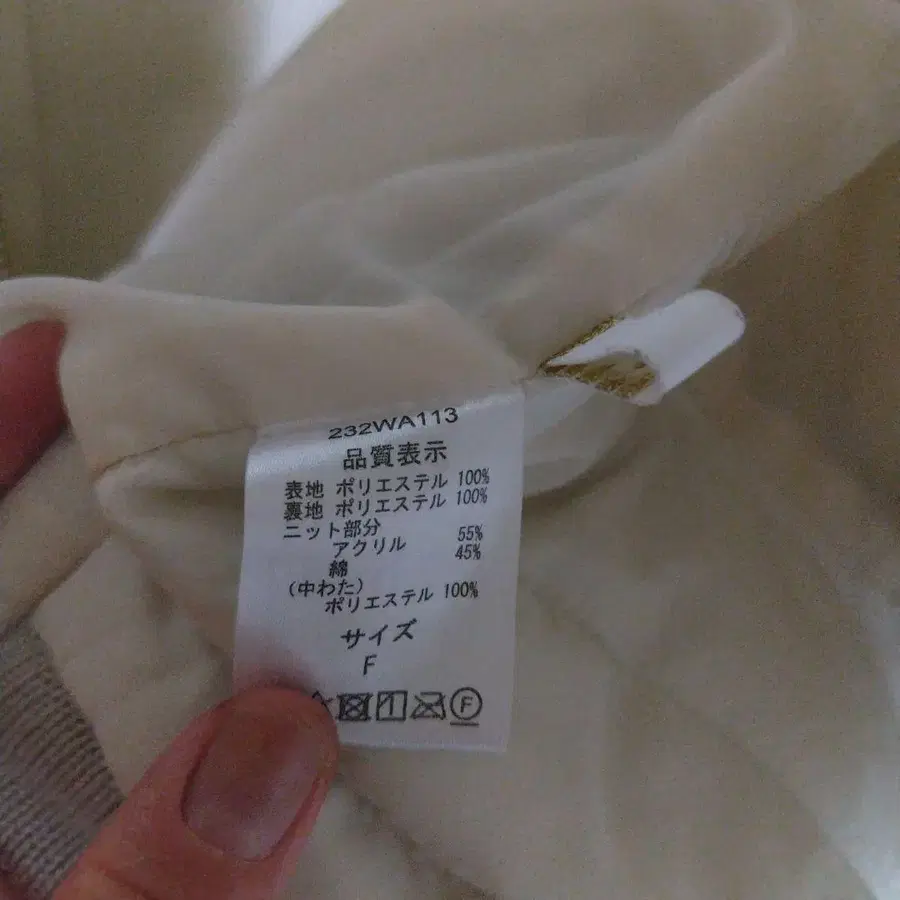 232WA113
品質表示
表地 ポリエステル 100%
裏地 ポリエステル 100%
ニット部分
アクリル 55%
綿 45%
(中わた)
ポリエステル 100%
サイズ
F
F